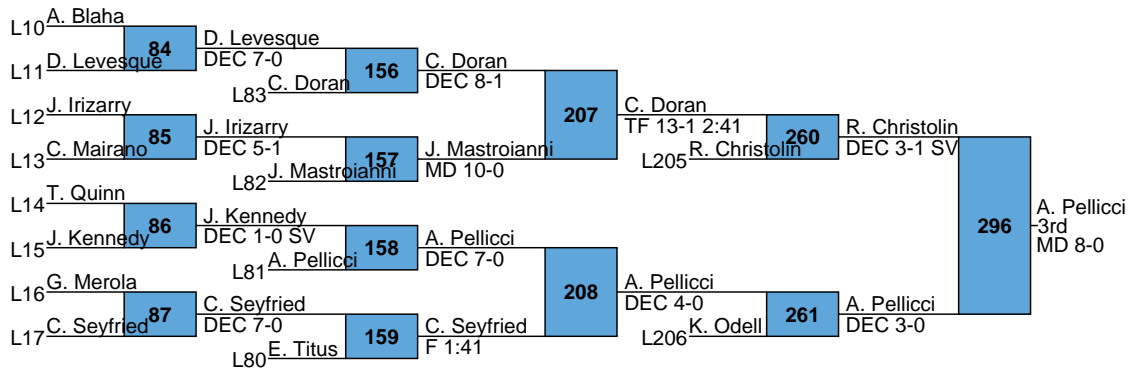 L10 A. Blaha
84
D. Levesque
DEC 7-0
L11 D. Levesque
156
C. Doran
DEC 8-1
L83 C. Doran
L12 J. Irizarry
85
J. Irizarry
DEC 5-1
L13 C. Mairano
157
J. Mastroianni
MD 10-0
L82 J. Mastroianni
207
C. Doran
TF 13-1 2:41
260
R. Christolin
DEC 3-1 SV
L205 R. Christolin
L14 T. Quinn
86
J. Kennedy
DEC 1-0 SV
L15 J. Kennedy
158
A. Pellicci
DEC 7-0
L81 A. Pellicci
L16 G. Merola
87
C. Seyfried
DEC 7-0
L17 C. Seyfried
159
C. Seyfried
F 1:41
L80 E. Titus
208
A. Pellicci
DEC 4-0
261
A. Pellicci
DEC 3-0
L206 K. Odell
296
A. Pellicci
3rd
MD 8-0